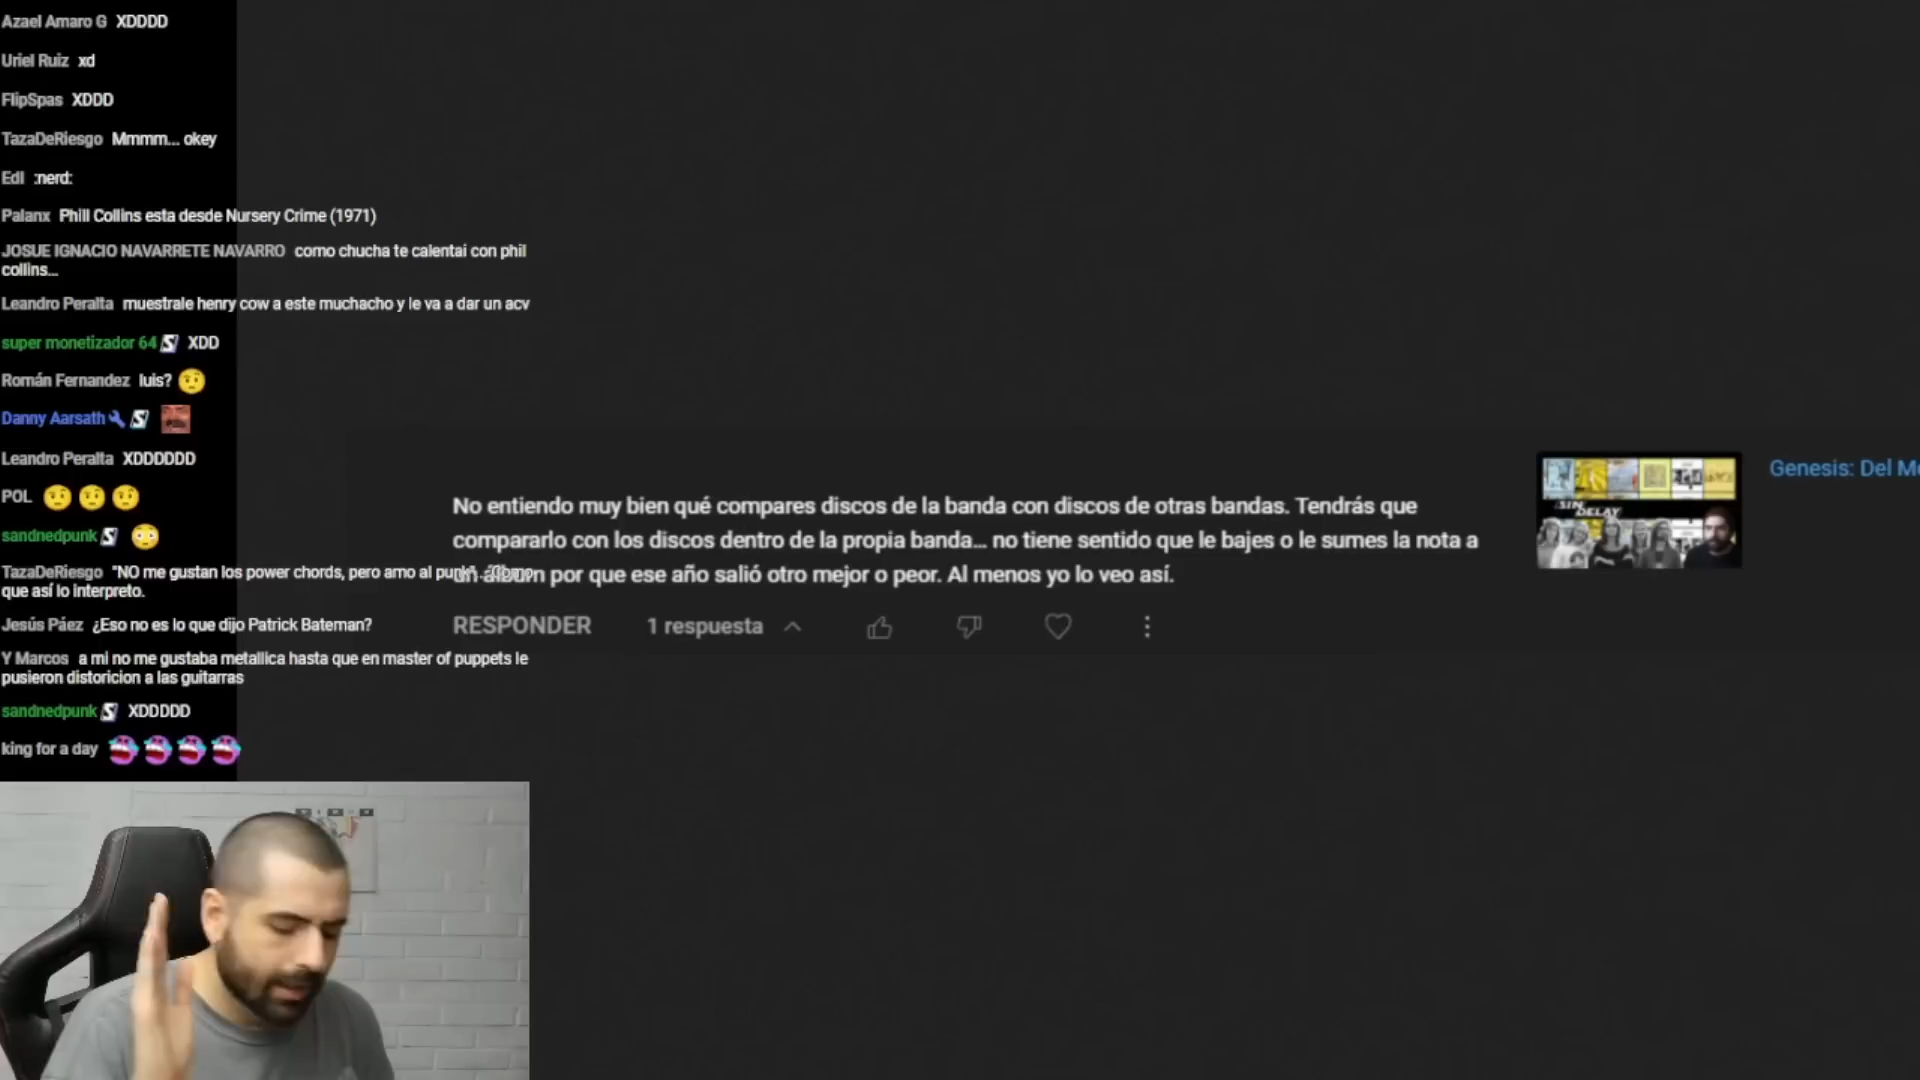 Azael Amaro G XDDDD
Uriel Ruiz xd
FlipSpas XDDD
TazaDeRiesgo Mmmm... okey
Edl :nerd:
Palanx Phill Collins esta desde Nursery Crime (1971)
JOSUE IGNACIO NAVARRETE NAVARRO como chucha te calentai con phil
collins...
Leandro Peralta muestrale henry cow a este muchacho y le va a dar un acv
super monetizador 64 XDD
Román Fernandez luis?
Danny Aarsath
Leandro Peralta XDDDDDD
POL
sandnedpunk
TazaDeRiesgo "NO me gustan los power chords, pero amo al punk". Como
que así lo interpreto.
Jesús Páez ¿Eso no es lo que dijo Patrick Bateman?
Y Marcos a mi no me gustaba metallica hasta que en master of puppets le
pusieron distoricion a las guitarras
sandnedpunk XDDDDD
king for a day
No entiendo muy bien qué compares discos de la banda con discos de otras bandas. Tendrás que
compararlo con los discos dentro de la propia banda... no tiene sentido que le bajes o le sumes la nota a
un álbum por que ese año salió otro mejor o peor. Al menos yo lo veo así.
RESPONDER 1 respuesta
SIN DELAY
Genesis: Del